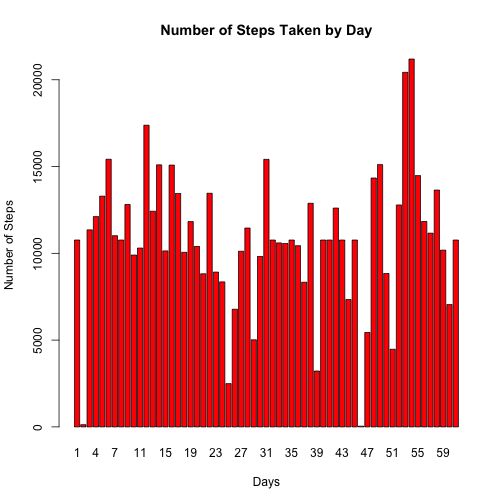 Number of Steps Taken by Day
Number of Steps
20000
15000
10000
5000
0
1 4 7 11 15 19 23 27 31 35 39 43 47 51 55 59
Days